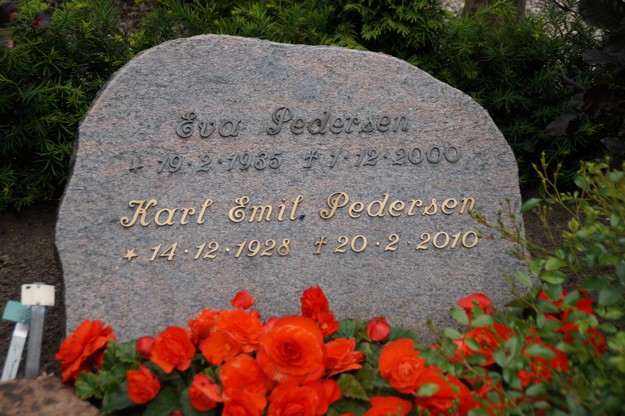 Eva Pedersen
★ 19·2·1935 ✝ 1·12·2000
Karl Emil Pedersen
★ 14·12·1928 ✝ 20·2·2010